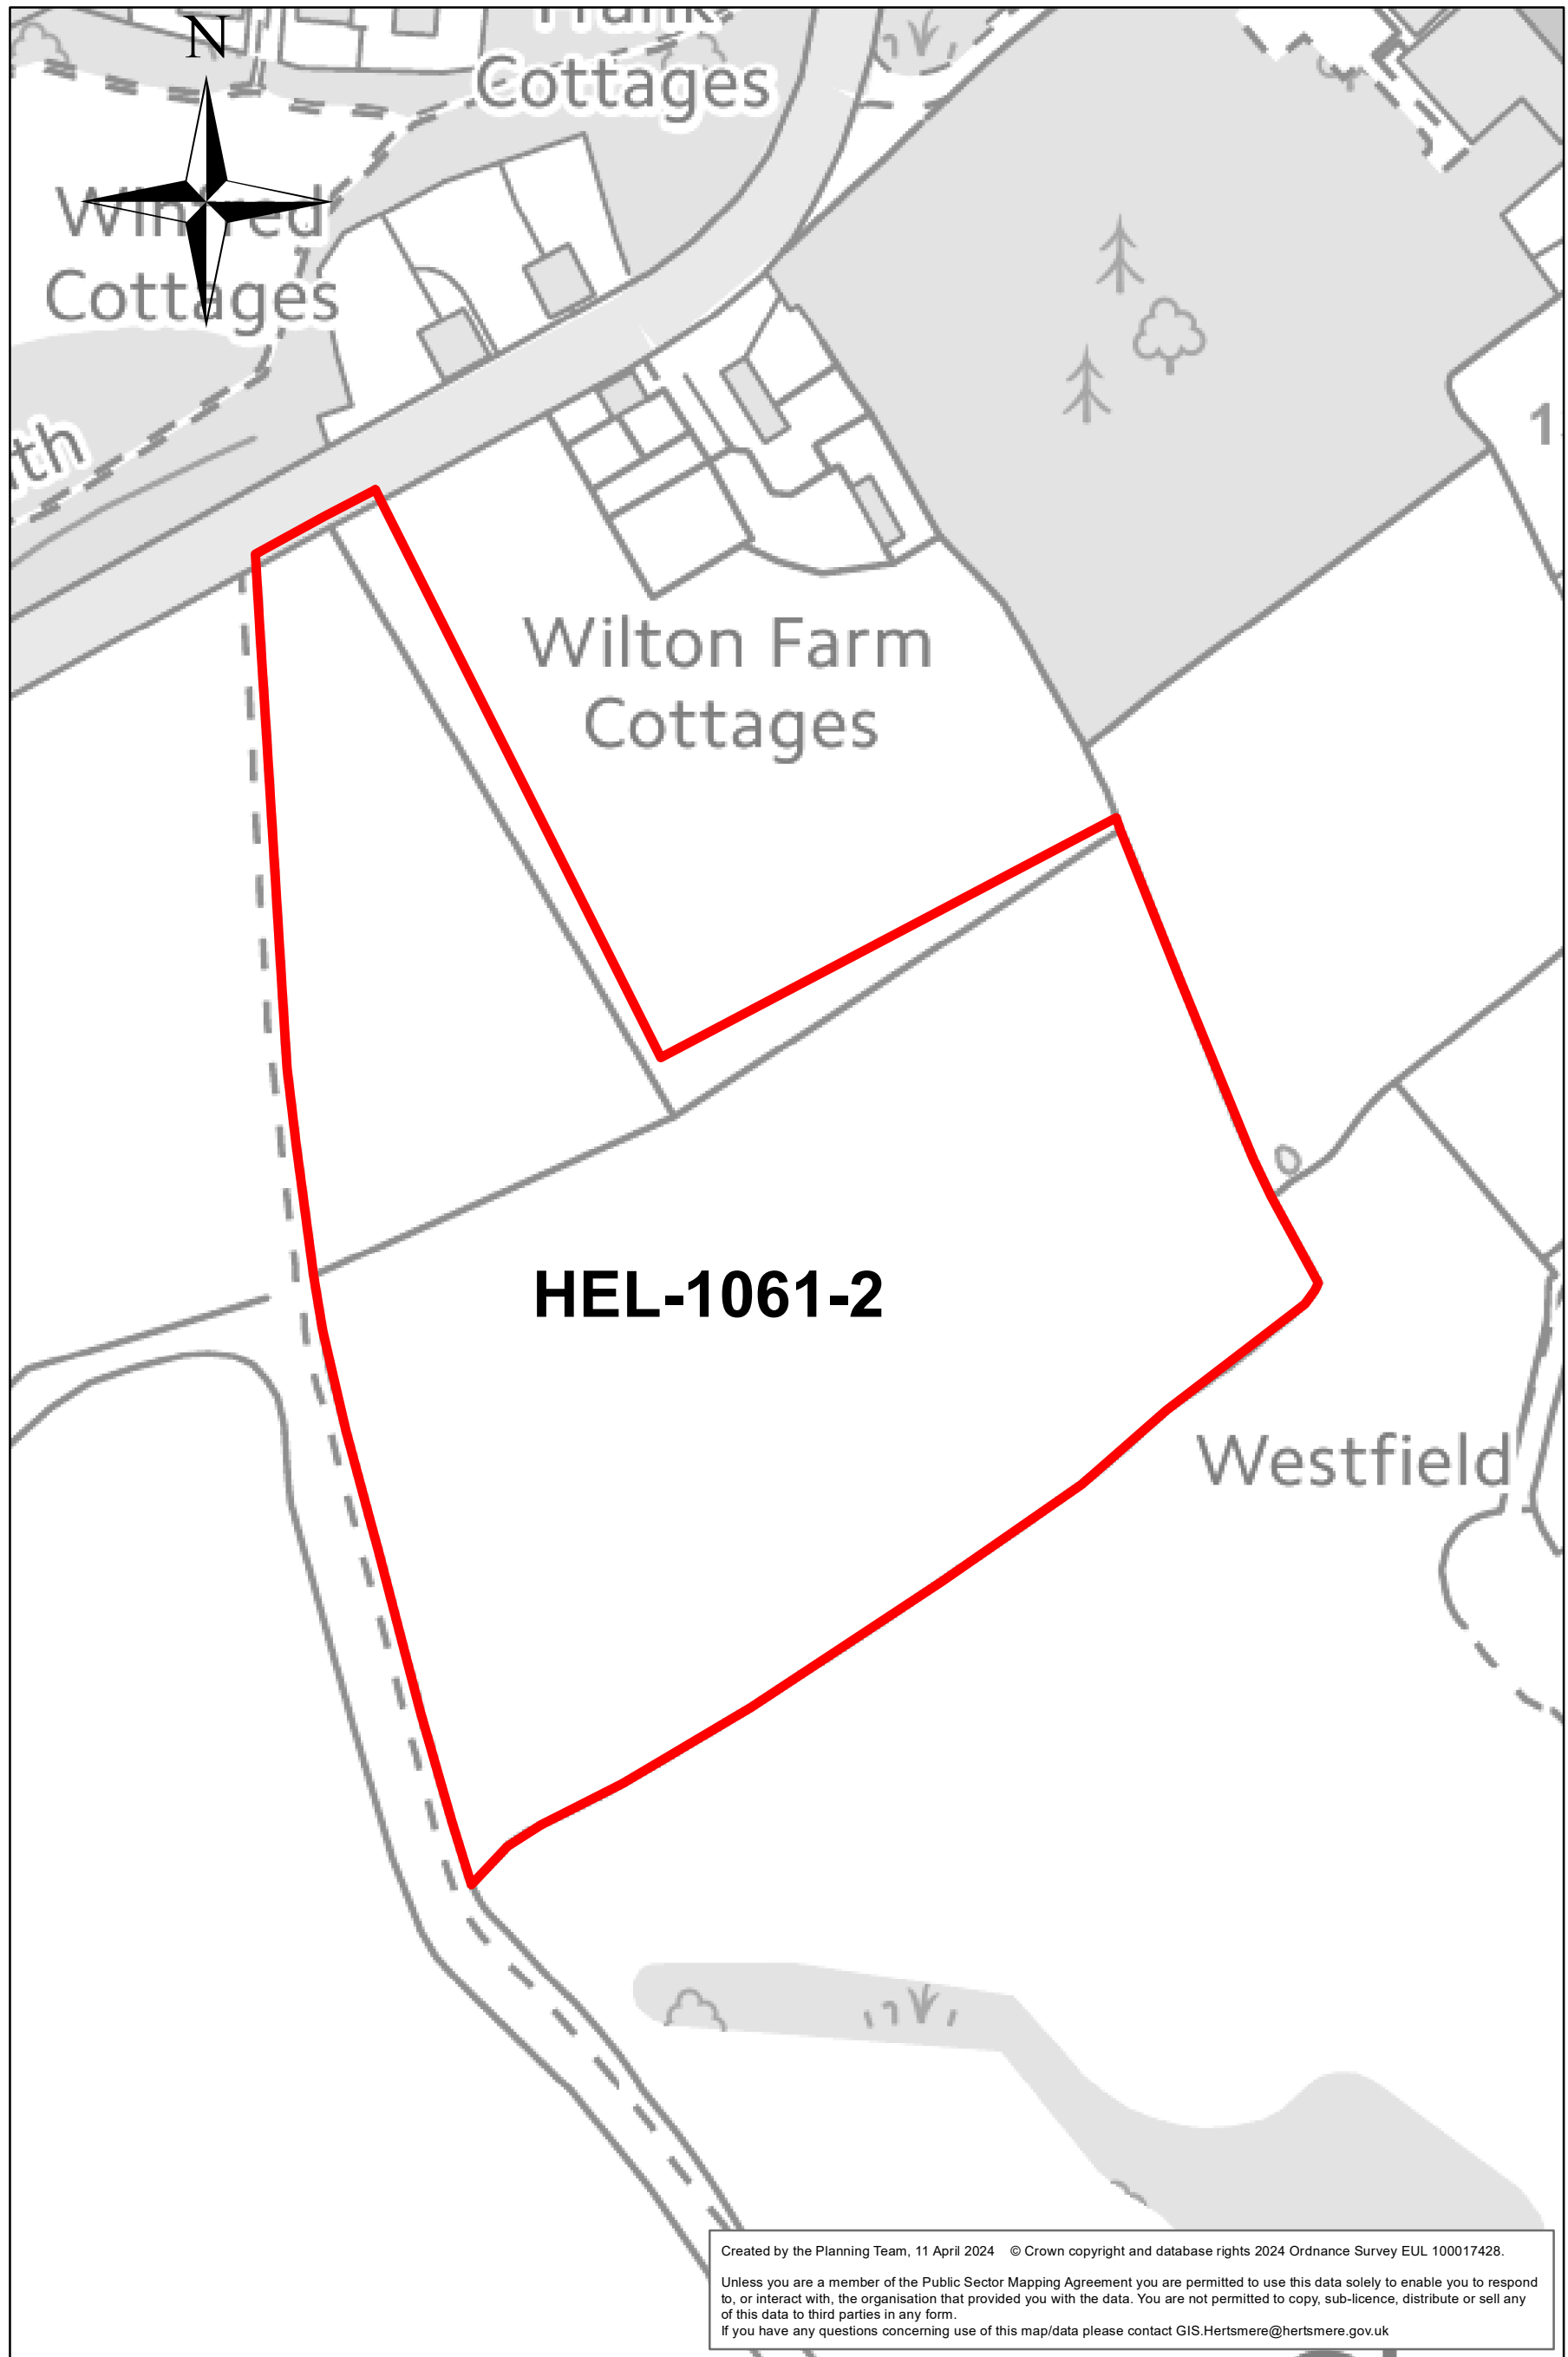 N
Cottages
Cottages
th
1
Wilton Farm
Cottages
HEL-1061-2
Westfield
Created by the Planning Team, 11 April 2024 © Crown copyright and database rights 2024 Ordnance Survey EUL 100017428.
Unless you are a member of the Public Sector Mapping Agreement you are permitted to use this data solely to enable you to respond
to, or interact with, the organisation that provided you with the data. You are not permitted to copy, sub-licence, distribute or sell any
of this data to third parties in any form.
If you have any questions concerning use of this map/data please contact GIS.Hertsmere@hertsmere.gov.uk